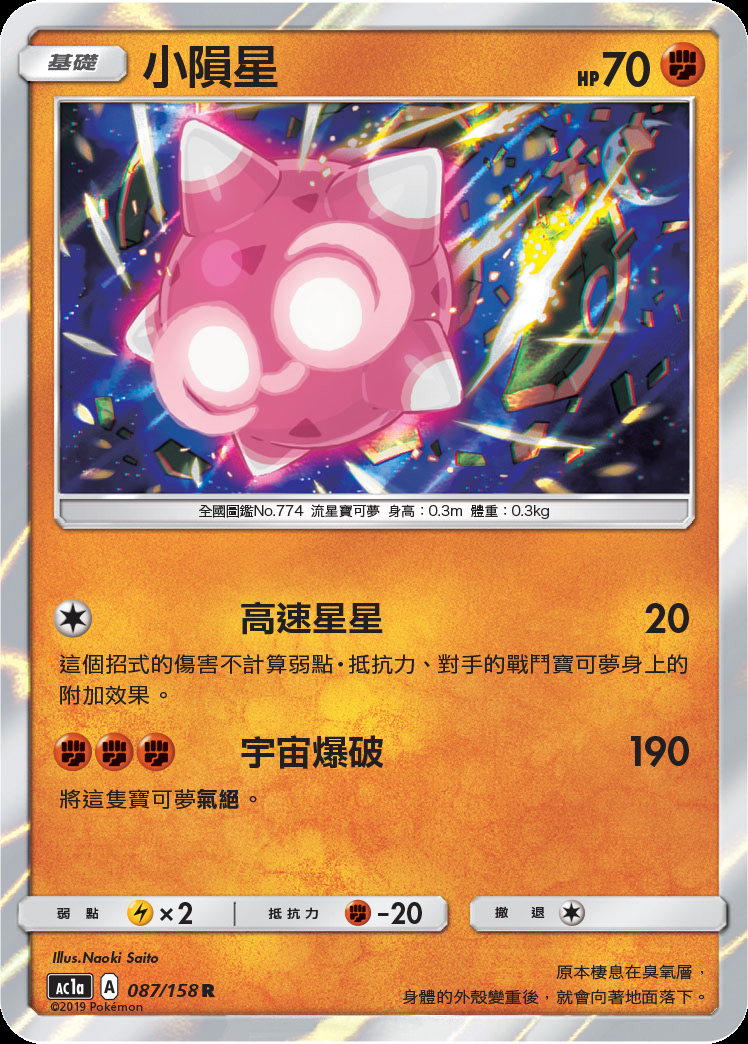 基礎 小隕星 HP70
全國圖鑑No.774 流星寶可夢 身高：0.3m 體重：0.3kg
高速星星 20
這個招式的傷害不計算弱點・抵抗力、對手的戰鬥寶可夢身上的
附加效果。
宇宙爆破 190
將這隻寶可夢氣絕。
弱點 ×2 抵抗力 -20 撤退
Illus.Naoki Saito
原本棲息在臭氧層，
AC1a A 087/158 R
身體的外殼變重後，就會向著地面落下。
©2019 Pokémon